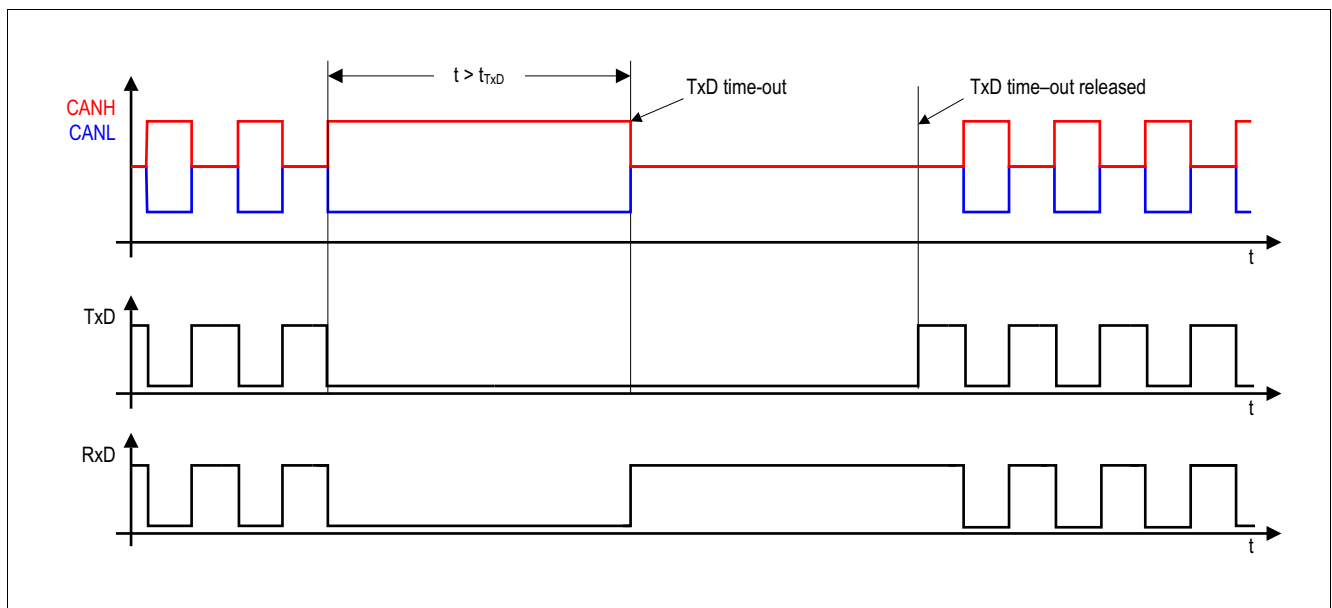 t > tTxD
TxD time-out
TxD time–out released
CANH
CANL
t
TxD
t
RxD
t